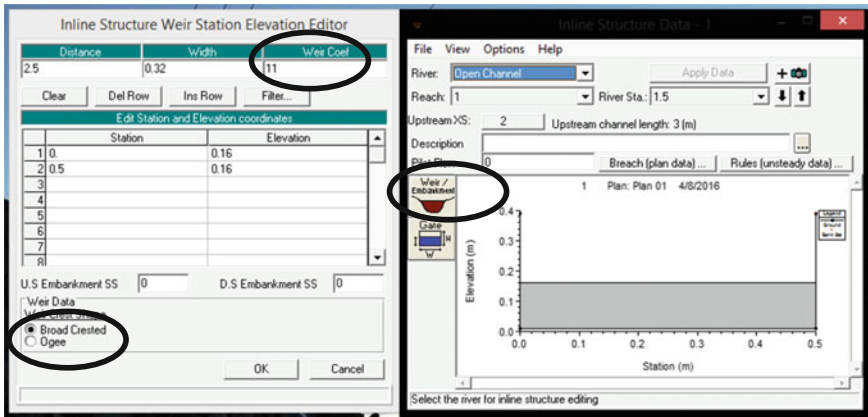 Inline Structure Weir Station Elevation Editor
Distance Width Weir Coef
2.5 0.32 11
Clear Del Row Ins Row Filter...
Edit Station and Elevation coordinates
Station Elevation
1 0. 0.16
2 0.5 0.16
3
4
5
6
7
8
U.S Embankment SS 0 D.S Embankment SS 0
Weir Data
Weir Crest Shape
Broad Crested
Ogee
OK Cancel
Inline Structure Data - 1
File View Options Help
River: Open Channel Apply Data
Reach: 1 River Sta.: 1.5
Upstream XS: 2 Upstream channel length: 3 (m)
Description ...
Pilot Flow 0 Breach (plan data) ... Rules (unsteady data) ...
Weir /
Embankment
Gate
H
W
1 Plan: Plan 01 4/8/2016
Elevation (m)
0.4
0.3
0.2
0.1
0.0
0.0 0.1 0.2 0.3 0.4 0.5
Station (m)
Legend
Ground
Select the river for inline structure editing